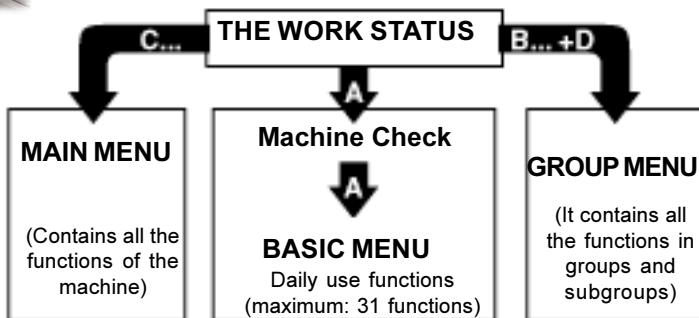 THE WORK STATUS
C...
B... +D
A
MAIN MENU
(Contains all the
functions of the
machine)
Machine Check
A
BASIC MENU
Daily use functions
(maximum: 31 functions)
GROUP MENU
(It contains all
the functions in
groups and
subgroups)